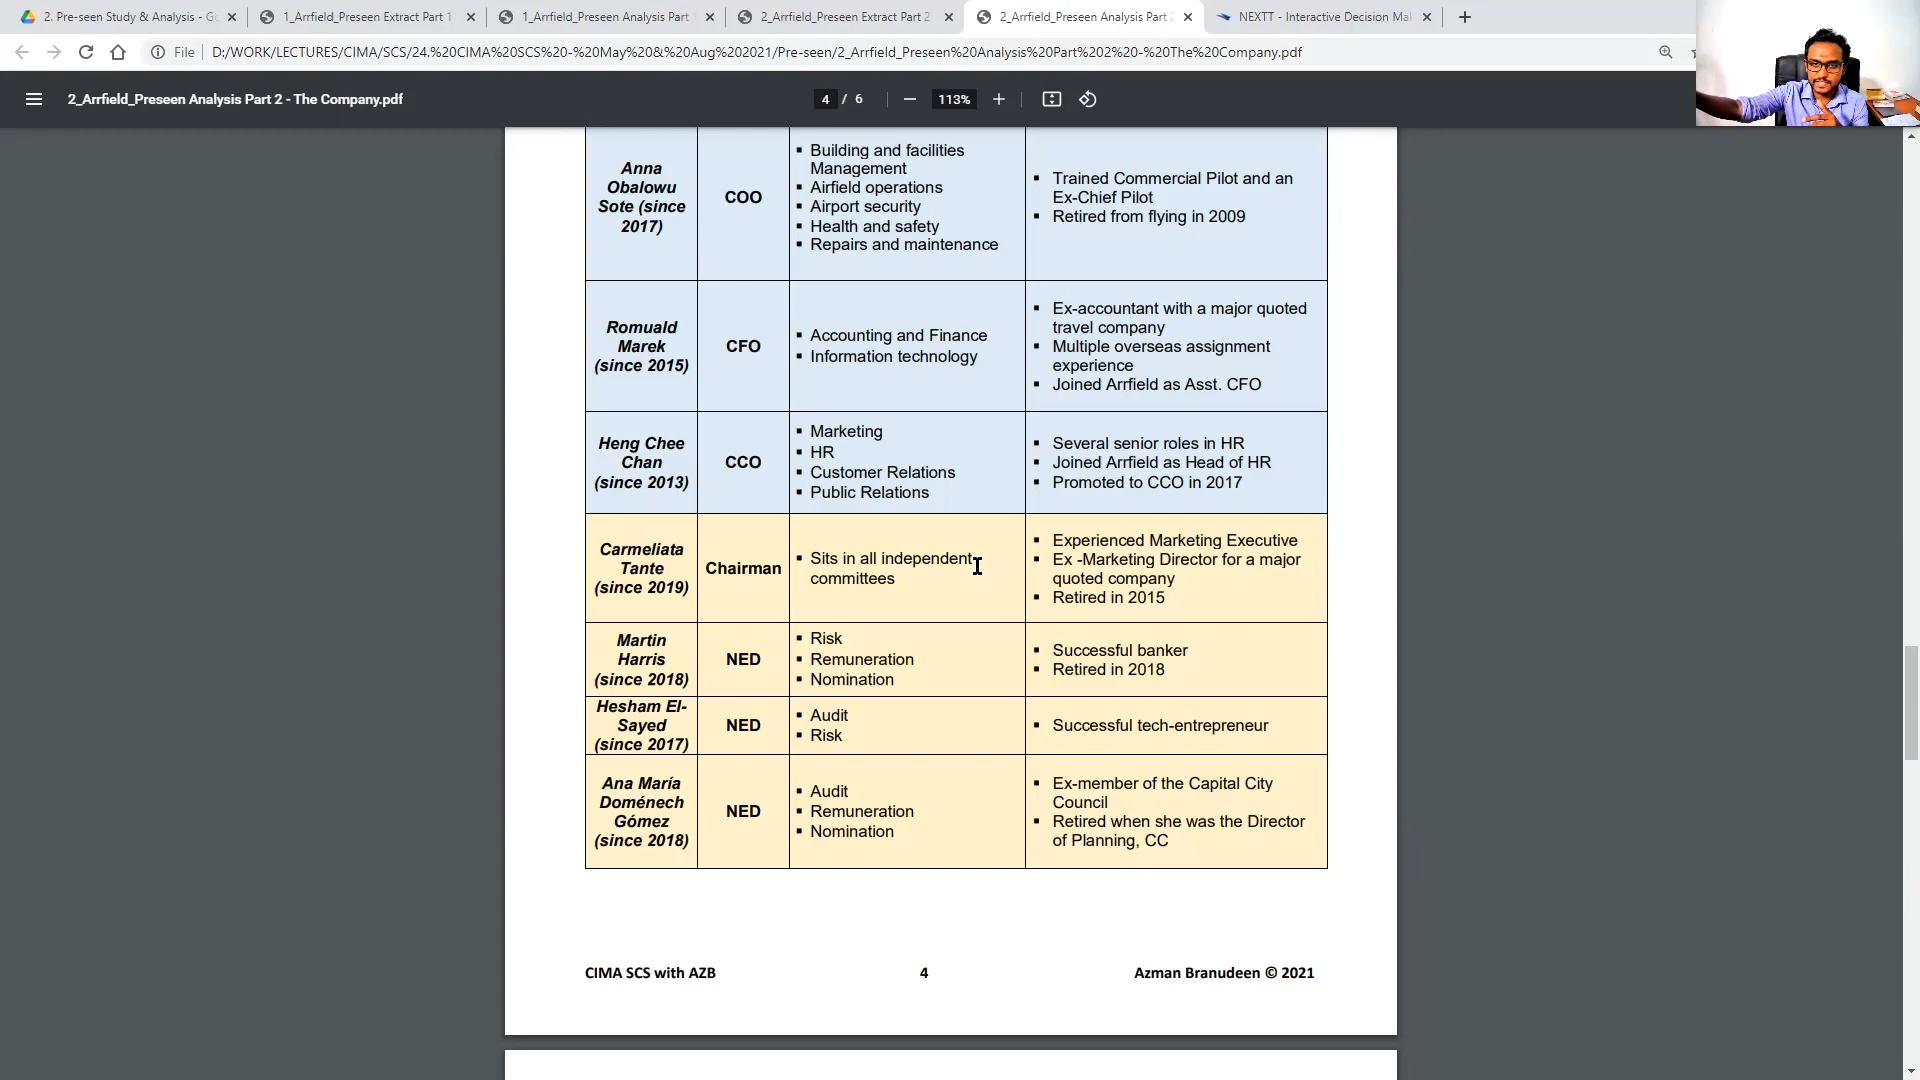 2. Pre-seen Study & Analysis - G
1_Arrfield_Preseen Extract Part 1
1_Arrfield_Preseen Analysis Part
2_Arrfield_Preseen Extract Part 2
2_Arrfield_Preseen Analysis Part
NEXTT - Interactive Decision Ma
File
D:/WORK/LECTURES/CIMA/SCS/24.%20CIMA%20SCS%20-%20May%20&%20Aug%202021/Pre-seen/2_Arrfield_Preseen%20Analysis%20Part%202%20-%20The%20Company.pdf
2_Arrfield_Preseen Analysis Part 2 - The Company.pdf
4 / 6
113%
Anna
Obalowu
Sote (since
2017)
COO
▪ Building and facilities
Management
▪ Airfield operations
▪ Airport security
▪ Health and safety
▪ Repairs and maintenance
▪ Trained Commercial Pilot and an
Ex-Chief Pilot
▪ Retired from flying in 2009
Romuald
Marek
(since 2015)
CFO
▪ Accounting and Finance
▪ Information technology
▪ Ex-accountant with a major quoted
travel company
▪ Multiple overseas assignment
experience
▪ Joined Arrfield as Asst. CFO
Heng Chee
Chan
(since 2013)
CCO
▪ Marketing
▪ HR
▪ Customer Relations
▪ Public Relations
▪ Several senior roles in HR
▪ Joined Arrfield as Head of HR
▪ Promoted to CCO in 2017
Carmeliata
Tante
(since 2019)
Chairman
▪ Sits in all independent
committees
▪ Experienced Marketing Executive
▪ Ex -Marketing Director for a major
quoted company
▪ Retired in 2015
Martin
Harris
(since 2018)
NED
▪ Risk
▪ Remuneration
▪ Nomination
▪ Successful banker
▪ Retired in 2018
Hesham El-
Sayed
(since 2017)
NED
▪ Audit
▪ Risk
▪ Successful tech-entrepreneur
Ana María
Doménech
Gómez
(since 2018)
NED
▪ Audit
▪ Remuneration
▪ Nomination
▪ Ex-member of the Capital City
Council
▪ Retired when she was the Director
of Planning, CC
CIMA SCS with AZB
4
Azman Branudeen © 2021